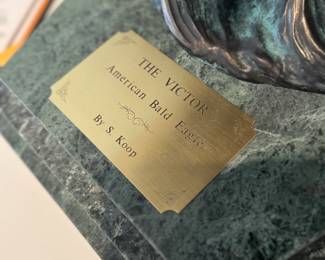 THE VICTOR
American Bald Eagle
By S. Koop